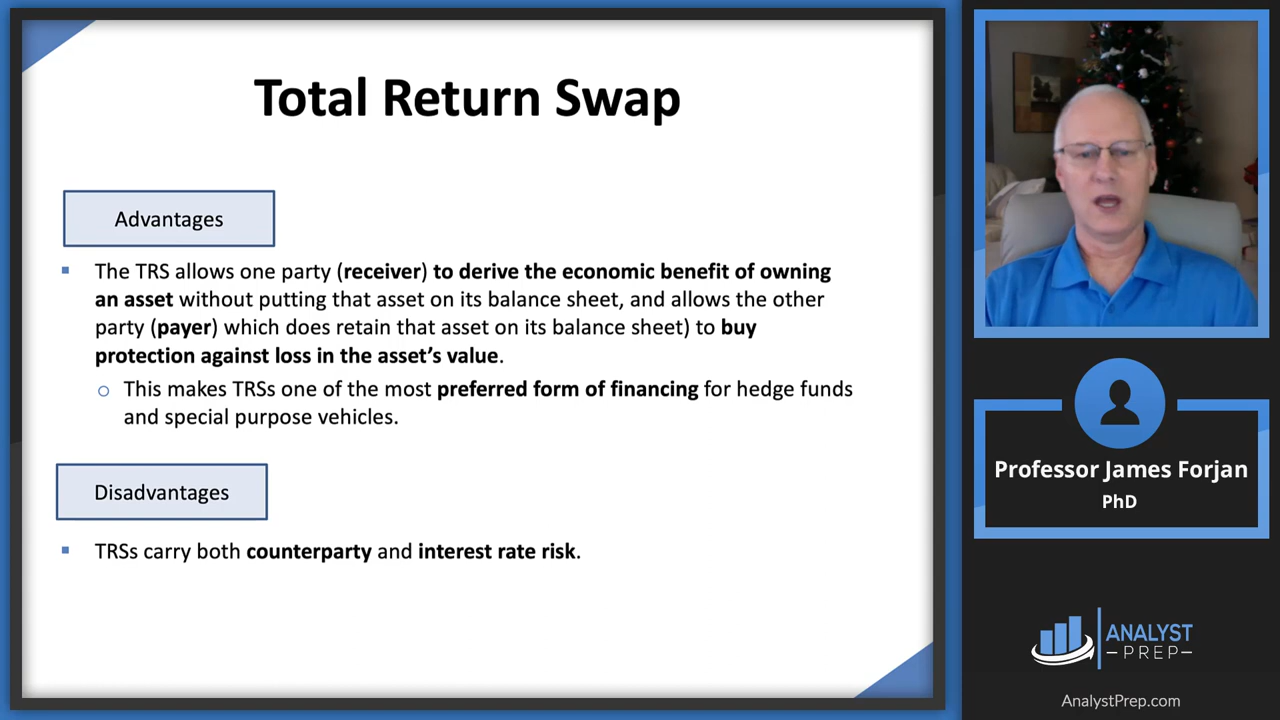 Total Return Swap
Advantages
▪ The TRS allows one party (receiver) to derive the economic benefit of owning
an asset without putting that asset on its balance sheet, and allows the other
party (payer) which does retain that asset on its balance sheet) to buy
protection against loss in the asset's value.
o This makes TRSs one of the most preferred form of financing for hedge funds
and special purpose vehicles.
Disadvantages
▪ TRSs carry both counterparty and interest rate risk.
Professor James Forjan
PhD
ANALYST
–PREP–
AnalystPrep.com